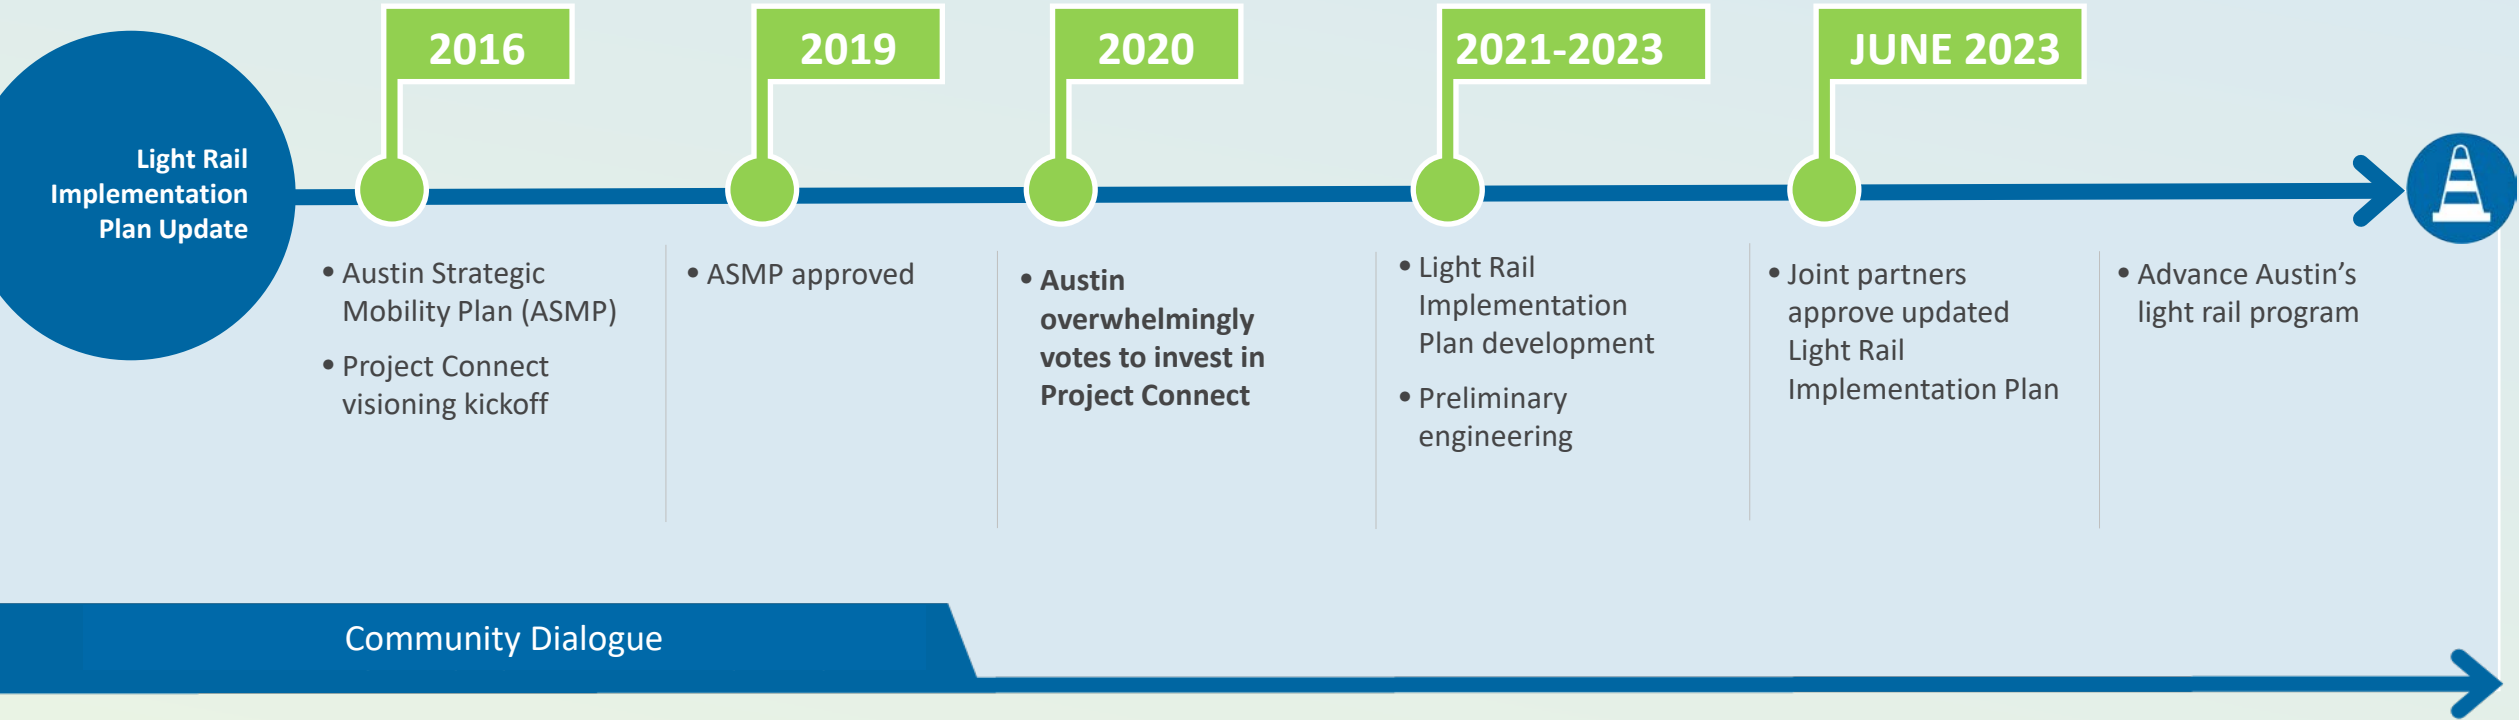 Light Rail
Implementation
Plan Update
2016
• Austin Strategic
Mobility Plan (ASMP)
• Project Connect
visioning kickoff
2019
• ASMP approved
2020
• Austin
overwhelmingly
votes to invest in
Project Connect
2021-2023
• Light Rail
Implementation
Plan development
• Preliminary
engineering
JUNE 2023
• Joint partners
approve updated
Light Rail
Implementation Plan
• Advance Austin’s
light rail program
Community Dialogue